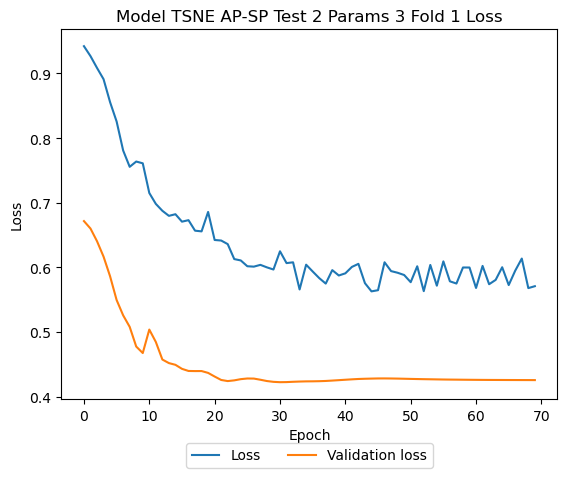 Model TSNE AP-SP Test 2 Params 3 Fold 1 Loss
0.9
0.8
0.7
0.6
0.5
0.4
Loss
0 10 20 30 40 50 60 70
Epoch
Loss Validation loss